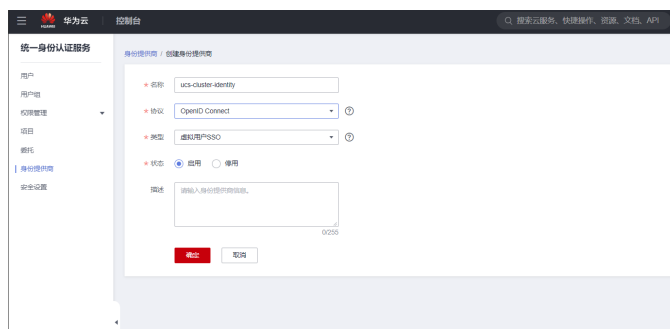 HUAWEI 华为云 控制台 搜索云服务、快捷操作、资源、文档、API
统一身份认证服务
身份提供商 / 创建身份提供商
用户
用户组
权限管理
项目
委托
身份提供商
安全设置
* 名称 ucs-cluster-identity
* 协议 OpenID Connect
* 类型 虚拟用户SSO
* 状态 启用 停用
描述 请输入身份提供商信息。
0/255
确定 取消